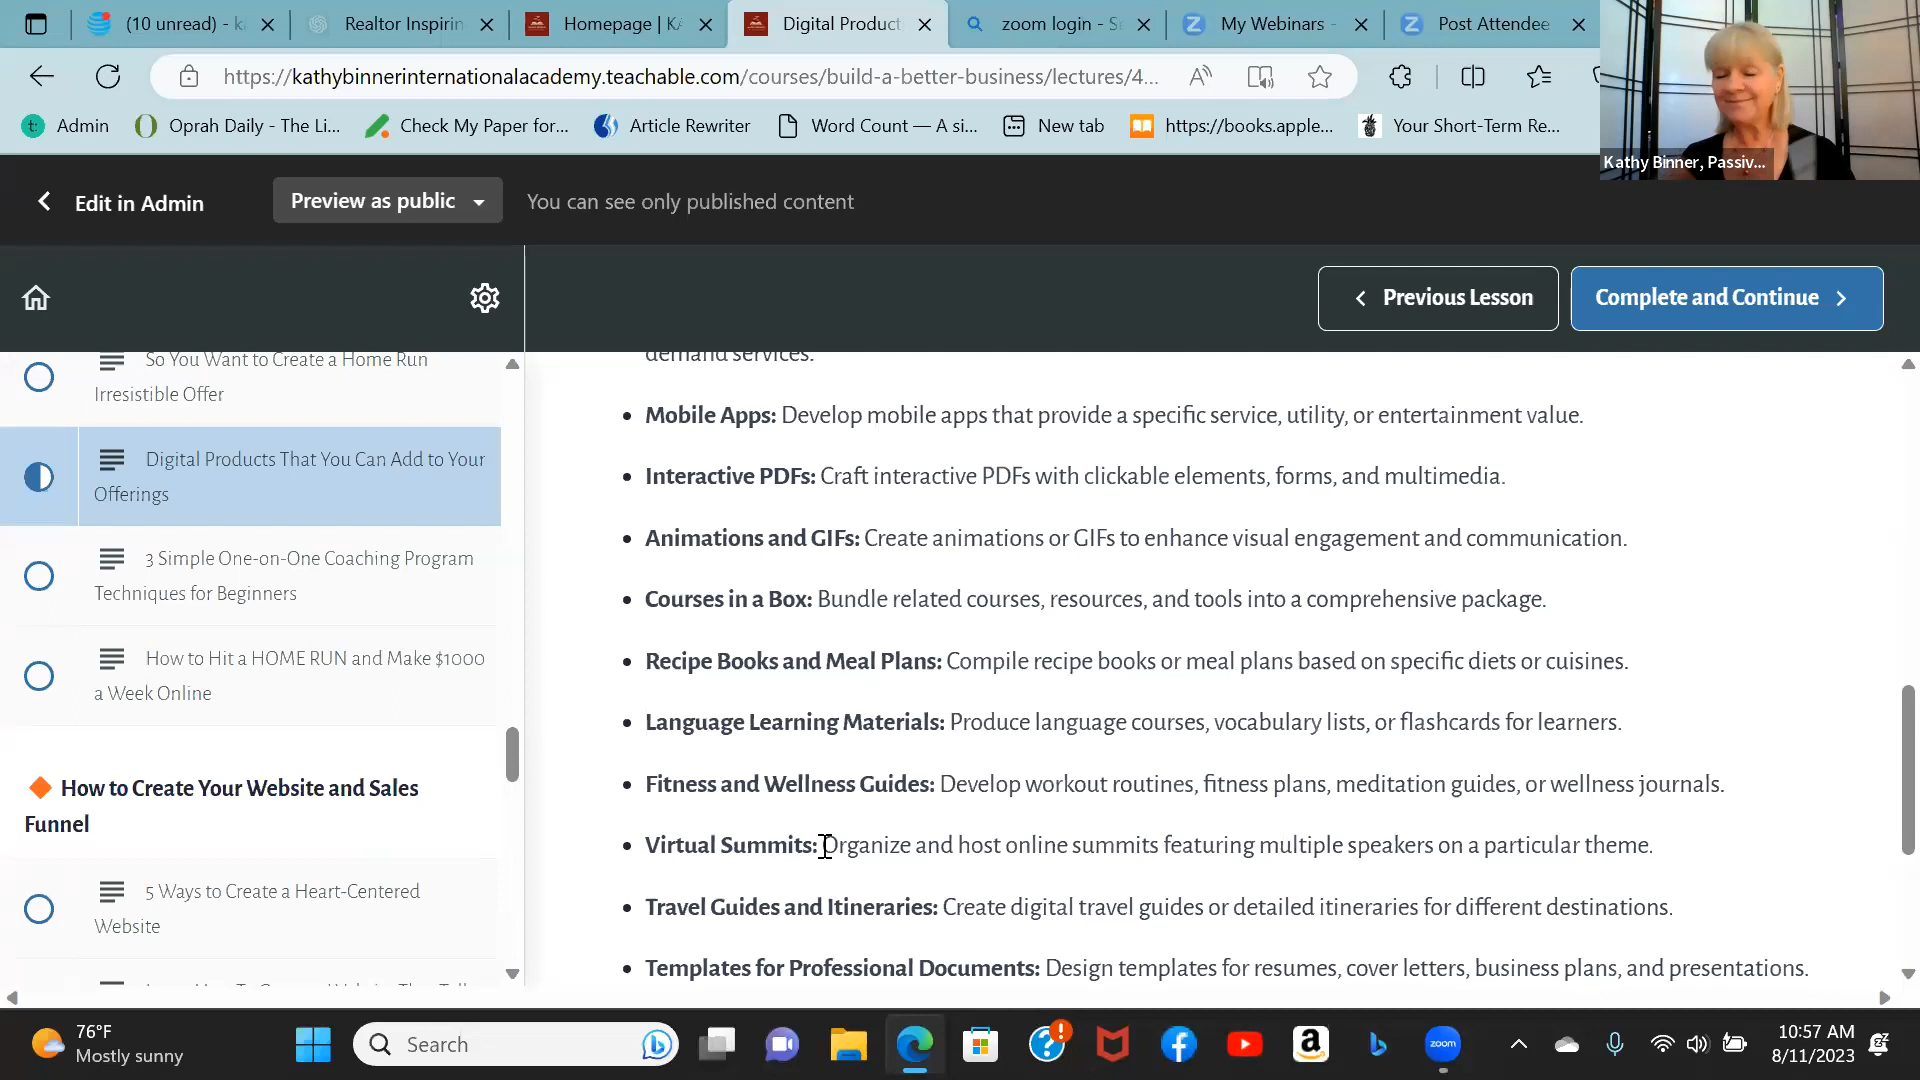 (10 unread) - k
Realtor Inspirin
Homepage | KA
Digital Product
zoom login - Se
My Webinars -
Post Attendee
https://kathybinnerinternationalacademy.teachable.com/courses/build-a-better-business/lectures/4...
t: Admin
Oprah Daily - The Li...
Check My Paper for...
Article Rewriter
Word Count — A si...
New tab
https://books.apple...
Your Short-Term Re...
Kathy Binner, Passiv...
Edit in Admin
Preview as public
You can see only published content
Previous Lesson
Complete and Continue
So You Want to Create a Home Run
Irresistible Offer
Digital Products That You Can Add to Your
Offerings
3 Simple One-on-One Coaching Program
Techniques for Beginners
How to Hit a HOME RUN and Make $1000
a Week Online
How to Create Your Website and Sales
Funnel
5 Ways to Create a Heart-Centered
Website
demand services.
Mobile Apps: Develop mobile apps that provide a specific service, utility, or entertainment value.
Interactive PDFs: Craft interactive PDFs with clickable elements, forms, and multimedia.
Animations and GIFs: Create animations or GIFs to enhance visual engagement and communication.
Courses in a Box: Bundle related courses, resources, and tools into a comprehensive package.
Recipe Books and Meal Plans: Compile recipe books or meal plans based on specific diets or cuisines.
Language Learning Materials: Produce language courses, vocabulary lists, or flashcards for learners.
Fitness and Wellness Guides: Develop workout routines, fitness plans, meditation guides, or wellness journals.
Virtual Summits: Organize and host online summits featuring multiple speakers on a particular theme.
Travel Guides and Itineraries: Create digital travel guides or detailed itineraries for different destinations.
Templates for Professional Documents: Design templates for resumes, cover letters, business plans, and presentations.
76°F
Mostly sunny
Search
zoom
10:57 AM
8/11/2023